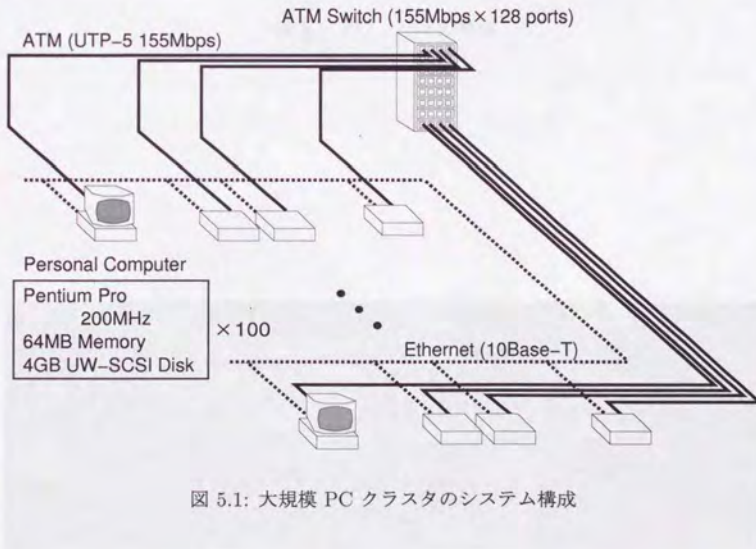 ATM Switch (155Mbps×128 ports)
ATM (UTP-5 155Mbps)
Personal Computer
Pentium Pro
200MHz
64MB Memory
4GB UW-SCSI Disk
×100
Ethernet (10Base-T)
図 5.1: 大規模 PC クラスタのシステム構成